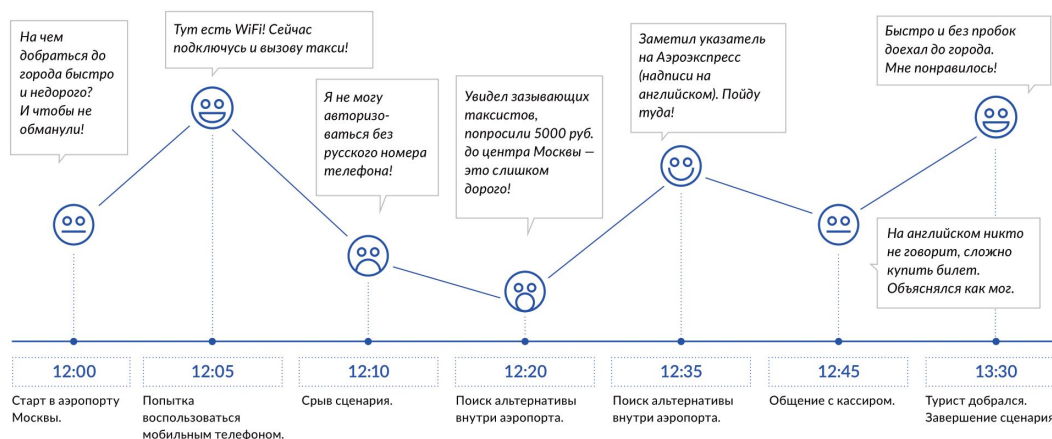 На чем
добраться до
города быстро
и недорого?
И чтобы не
обманули!
Тут есть WiFi! Сейчас
подключусь и вызову такси!
Я не могу
авторизо-
ваться без
русского номера
телефона!
Увидел зазывающих
таксистов,
попросили 5000 руб.
до центра Москвы —
это слишком
дорого!
Заметил указатель
на Аэроэкспресс
(надписи на
английском). Пойду
туда!
На английском никто
не говорит, сложно
купить билет.
Объяснялся как мог.
Быстро и без пробок
доехал до города.
Мне понравилось!
12:00
Старт в аэропорту
Москвы.
12:05
Попытка
воспользоваться
мобильным телефоном.
12:10
Срыв сценария.
12:20
Поиск альтернативы
внутри аэропорта.
12:35
Поиск альтернативы
внутри аэропорта.
12:45
Общение с кассиром.
13:30
Турист добрался.
Завершение сценария